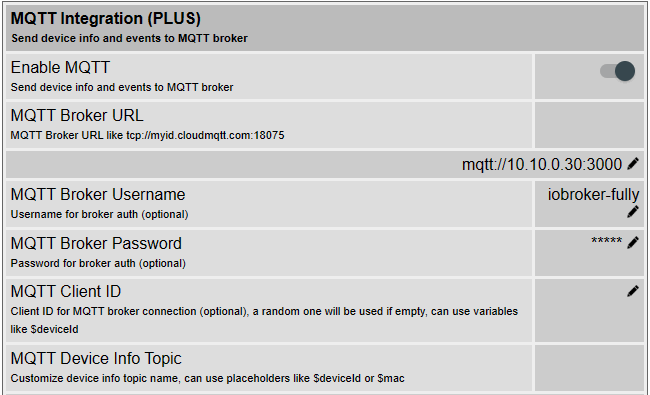 MQTT Integration (PLUS)
Send device info and events to MQTT broker
Enable MQTT
Send device info and events to MQTT broker
MQTT Broker URL
MQTT Broker URL like tcp://myid.cloudmqtt.com:18075
mqtt://10.10.0.30:3000
MQTT Broker Username
iobroker-fully
Username for broker auth (optional)
MQTT Broker Password
*****
Password for broker auth (optional)
MQTT Client ID
Client ID for MQTT broker connection (optional), a random one will be used if empty, can use variables
like $deviceId
MQTT Device Info Topic
Customize device info topic name, can use placeholders like $deviceId or $mac